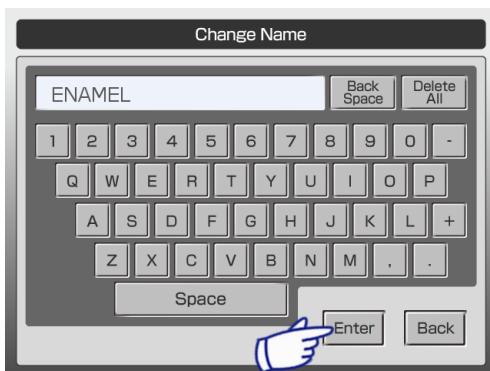 Change Name
ENAMEL
Back Space
Delete All
1 2 3 4 5 6 7 8 9 0 -
Q W E R T Y U I O P
A S D F G H J K L +
Z X C V B N M , .
Space
Enter Back